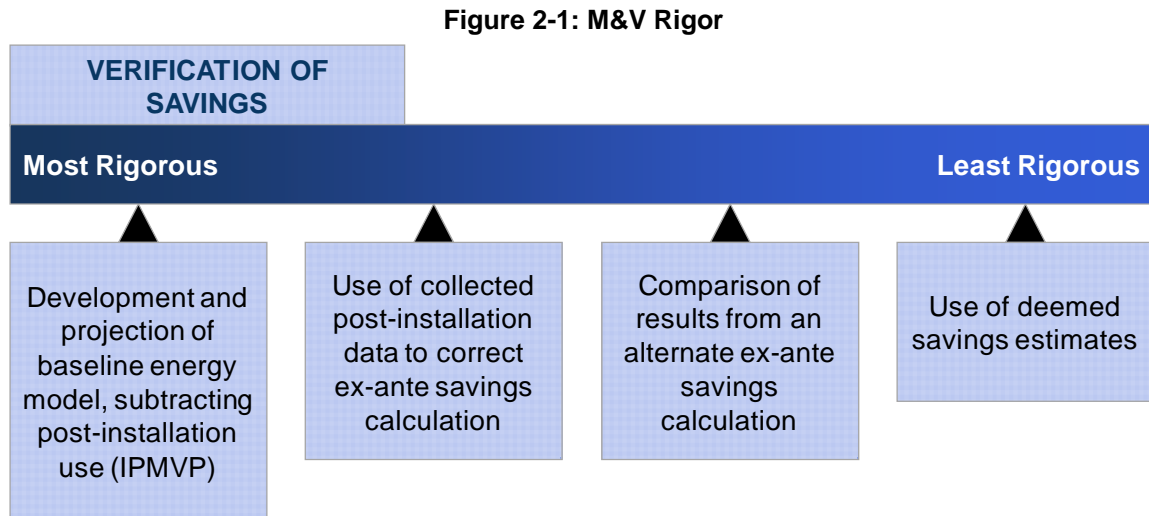 Figure 2-1: M&V Rigor
VERIFICATION OF
SAVINGS
Most Rigorous
Least Rigorous
Development and
projection of
baseline energy
model, subtracting
post-installation
use (IPMVP)
Use of collected
post-installation
data to correct
ex-ante savings
calculation
Comparison of
results from an
alternate ex-ante
savings
calculation
Use of deemed
savings estimates